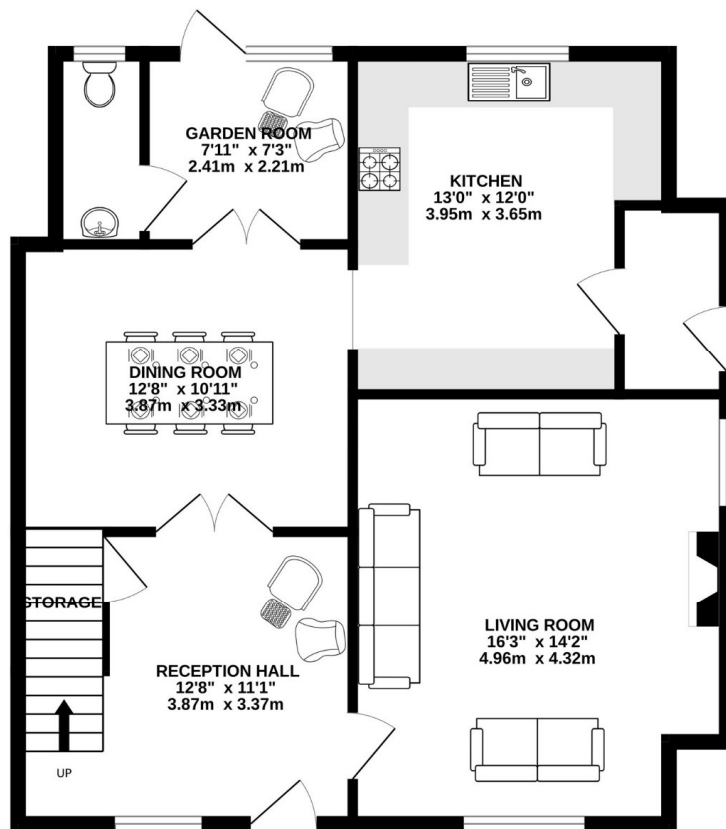 GARDEN ROOM
7'11" x 7'3"
2.41m x 2.21m
KITCHEN
13'0" x 12'0"
3.95m x 3.65m
DINING ROOM
12'8" x 10'11"
3.87m x 3.33m
STORAGE
LIVING ROOM
16'3" x 14'2"
4.96m x 4.32m
RECEPTION HALL
12'8" x 11'1"
3.87m x 3.37m
UP